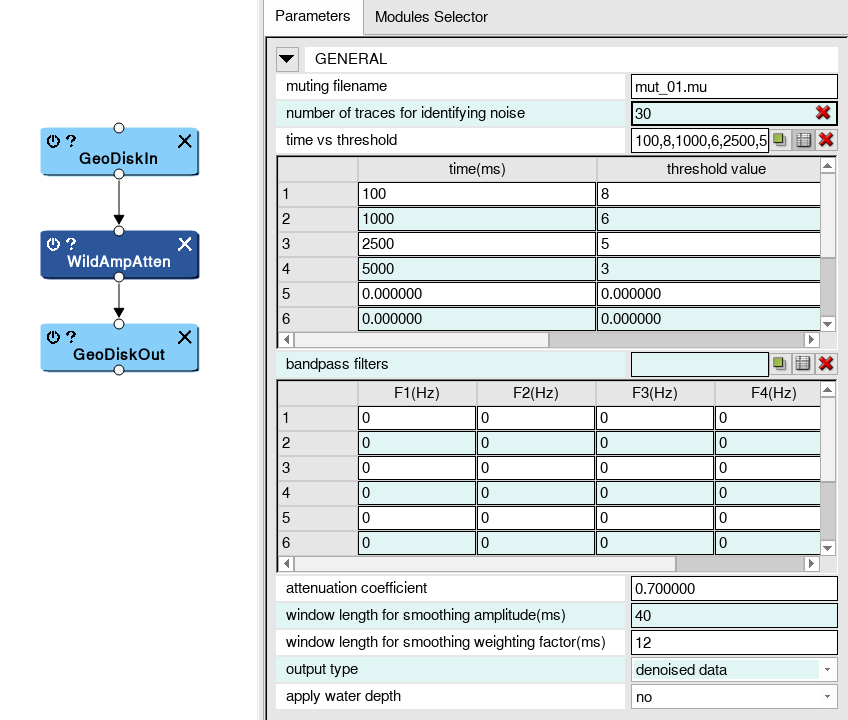 Parameters Modules Selector
GENERAL
muting filename mut_01.mu
number of traces for identifying noise 30
time vs threshold 100,8,1000,6,2500,5
time(ms) threshold value
1 100 8
2 1000 6
3 2500 5
4 5000 3
5 0.000000 0.000000
6 0.000000 0.000000
bandpass filters
F1(Hz) F2(Hz) F3(Hz) F4(Hz)
1 0 0 0 0
2 0 0 0 0
3 0 0 0 0
4 0 0 0 0
5 0 0 0 0
6 0 0 0 0
attenuation coefficient 0.700000
window length for smoothing amplitude(ms) 40
window length for smoothing weighting factor(ms) 12
output type denoised data
apply water depth no
?
GeoDiskIn
?
WildAmpAtten
?
GeoDiskOut